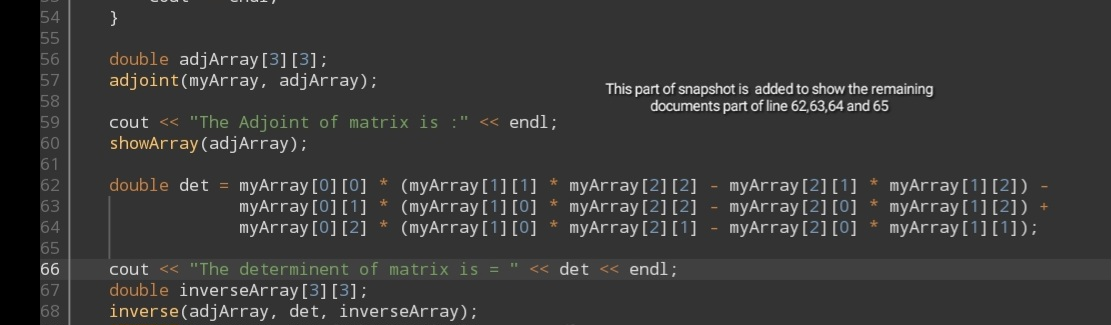 53 cout endl;
54 }
55
56 double adjArray[3][3];
57 adjoint(myArray, adjArray);
This part of snapshot is added to show the remaining
documents part of line 62,63,64 and 65
58
59 cout << "The Adjoint of matrix is :" << endl;
60 showArray(adjArray);
61
62 double det = myArray[0][0] * (myArray[1][1] * myArray[2][2] - myArray[2][1] * myArray[1][2]) -
63 myArray[0][1] * (myArray[1][0] * myArray[2][2] - myArray[2][0] * myArray[1][2]) +
64 myArray[0][2] * (myArray[1][0] * myArray[2][1] - myArray[2][0] * myArray[1][1]);
65
66 cout << "The determinent of matrix is = " << det << endl;
67 double inverseArray[3][3];
68 inverse(adjArray, det, inverseArray);